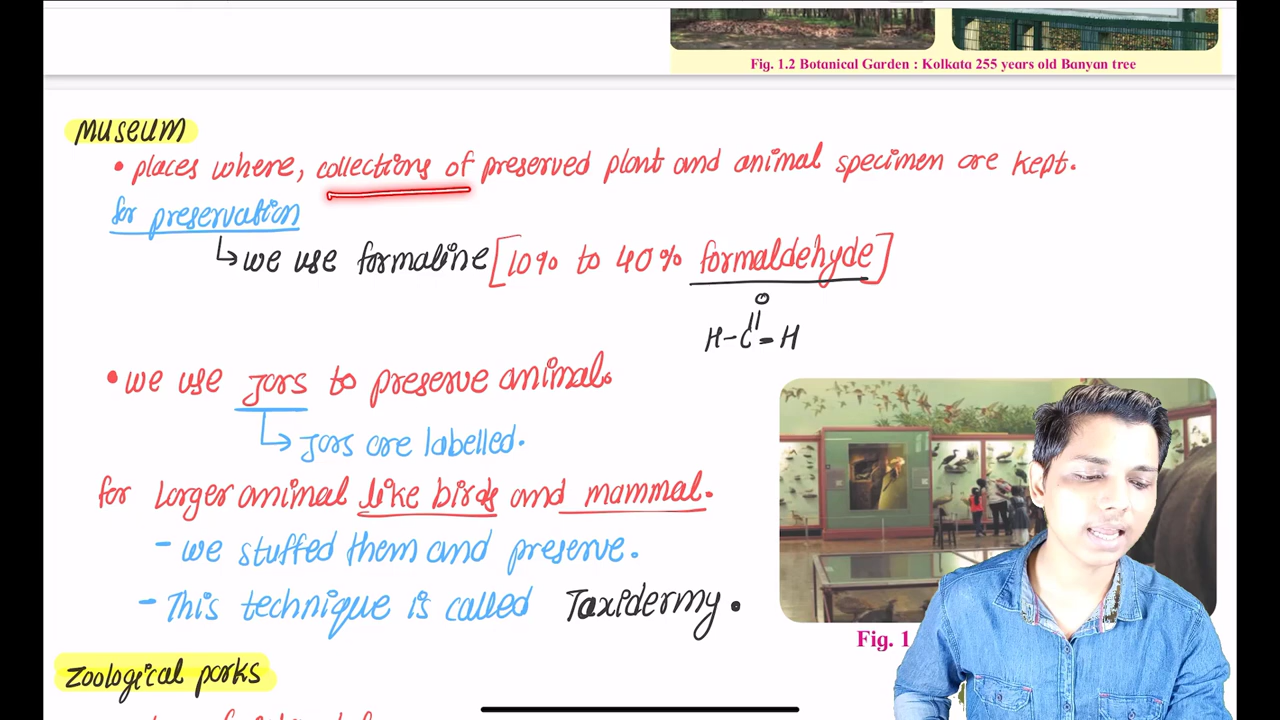 Fig. 1.2 Botanical Garden : Kolkata 255 years old Banyan tree
Museum
• places where, collections of preserved plant and animal specimen are kept.
for preservation
↳ we use formaline [10% to 40% formaldehyde]
O
H-C-H
• we use Jars to preserve animal.
↳ Jars are labelled.
for larger animal like birds and mammal.
- we stuffed them and preserve.
- This technique is called Taxidermy.
Fig. 1
Zoological parks